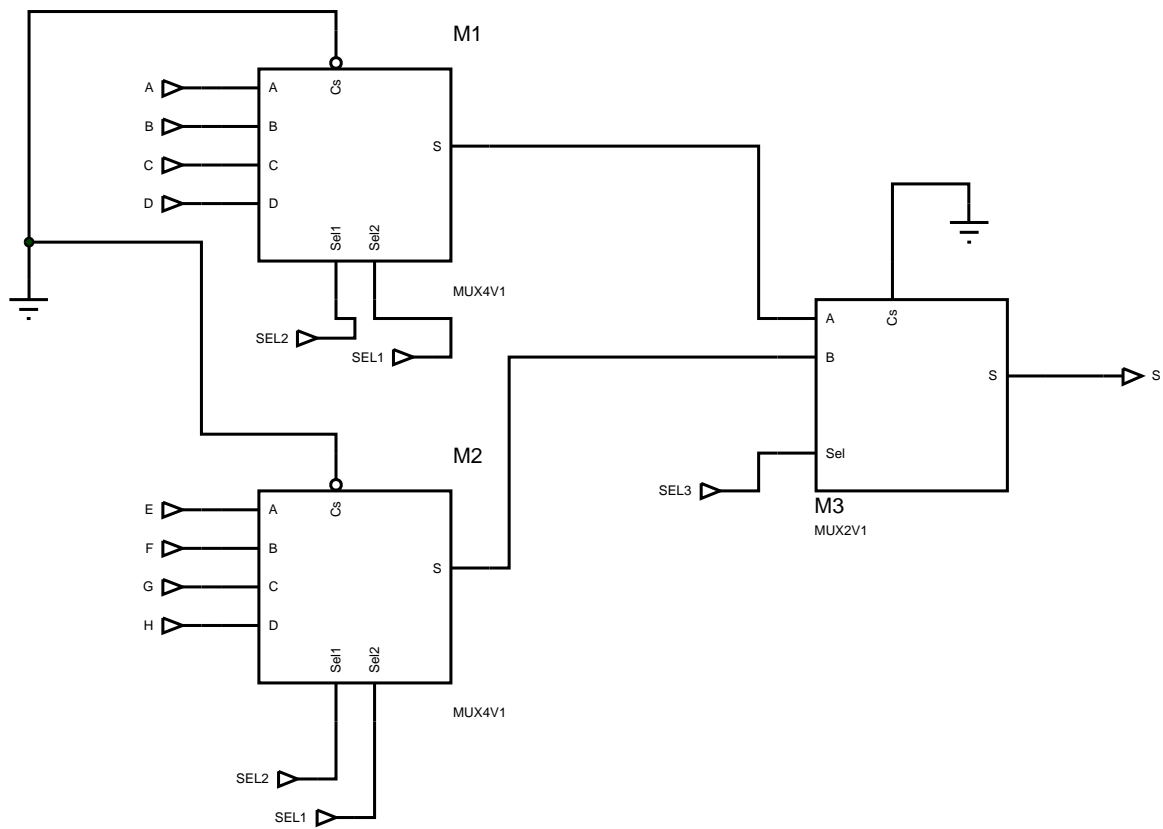 M1
Cs
A A
B B
S
C C
D D
Sel1 Sel2
MUX4V1
SEL2
SEL1
Cs
A
B
S S
Sel
SEL3
M3
MUX2V1
M2
Cs
E A
F B
S
G C
H D
Sel1 Sel2
MUX4V1
SEL2
SEL1